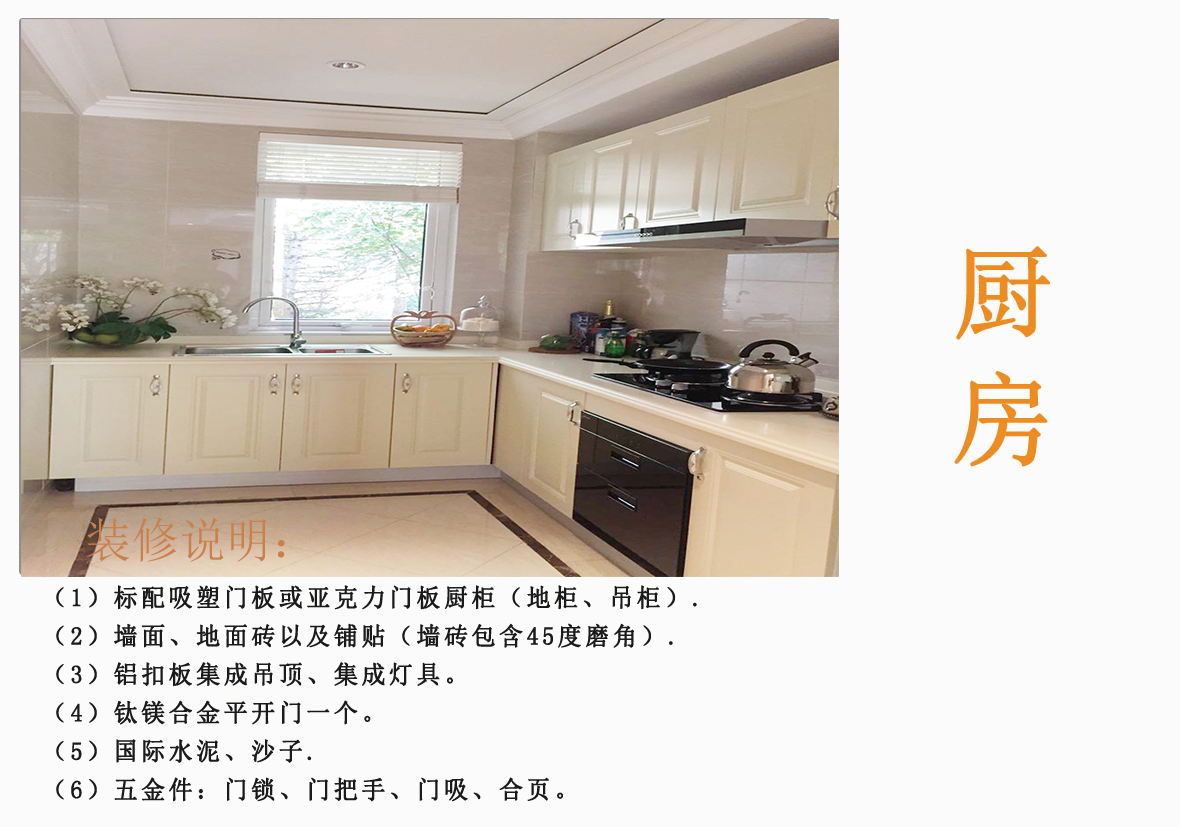 厨
房
装修说明：
（1）标配吸塑门板或亚克力门板厨柜（地柜、吊柜）.
（2）墙面、地面砖以及铺贴（墙砖包含45度磨角）.
（3）铝扣板集成吊顶、集成灯具。
（4）钛镁合金平开门一个。
（5）国际水泥、沙子.
（6）五金件：门锁、门把手、门吸、合页。